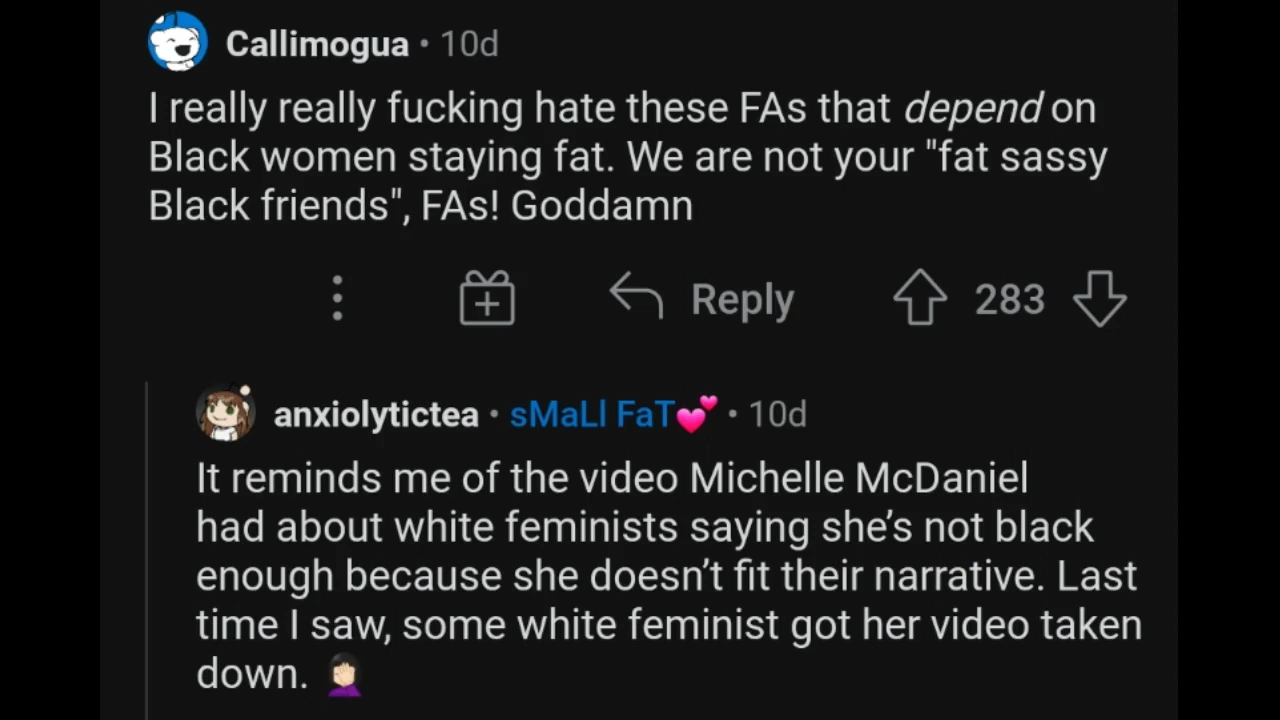 Callimogua • 10d
I really really fucking hate these FAs that depend on
Black women staying fat. We are not your "fat sassy
Black friends", FAs! Goddamn
Reply 283
anxiolytictea • sMaLl FaT💕 • 10d
It reminds me of the video Michelle McDaniel
had about white feminists saying she’s not black
enough because she doesn’t fit their narrative. Last
time I saw, some white feminist got her video taken
down. 🤦🏻‍♀️